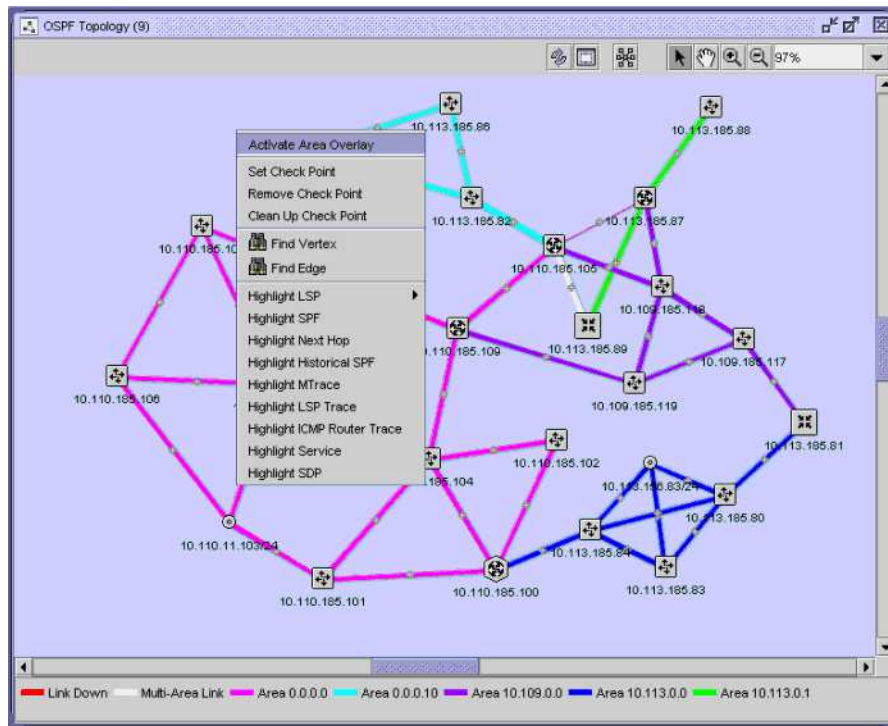 OSPF Topology (9)
97%
10.113.185.86
10.113.185.88
Activate Area Overlay
Set Check Point
Remove Check Point
Clean Up Check Point
Find Vertex
Find Edge
Highlight LSP
Highlight SPF
Highlight Next Hop
Highlight Historical SPF
Highlight MTrace
Highlight LSP Trace
Highlight ICMP Router Trace
Highlight Service
Highlight SDP
10.113.185.82
10.113.185.87
10.110.185.105
10.109.185.118
10.113.185.89
10.110.185.109
10.109.185.117
10.110.185.106
10.109.185.119
10.113.185.81
10.110.185.102
10.113.185.80
10.110.11.103/24
10.113.185.84
10.113.185.83
10.110.185.101
10.110.185.100
Link Down Multi-Area Link Area 0.0.0.0 Area 0.0.0.10 Area 10.109.0.0 Area 10.113.0.0 Area 10.113.0.1